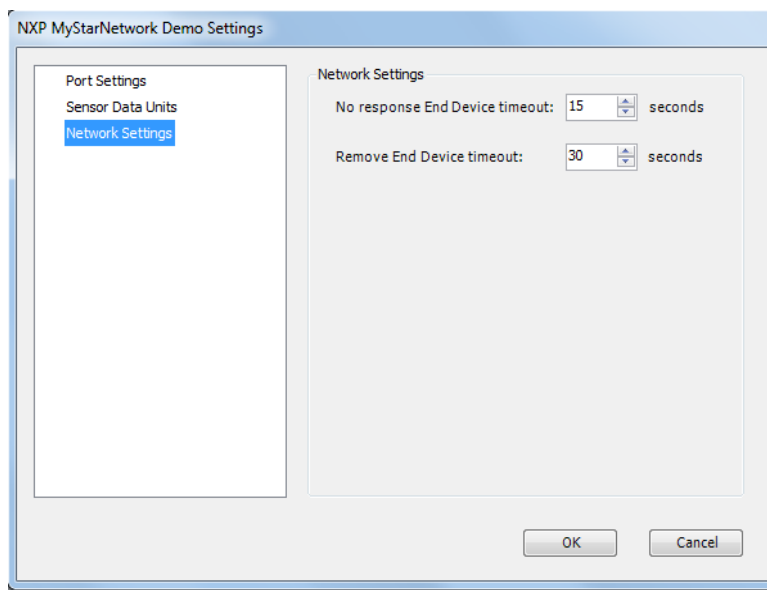 NXP MyStarNetwork Demo Settings
Port Settings
Sensor Data Units
Network Settings
Network Settings
No response End Device timeout: 15 seconds
Remove End Device timeout: 30 seconds
OK Cancel